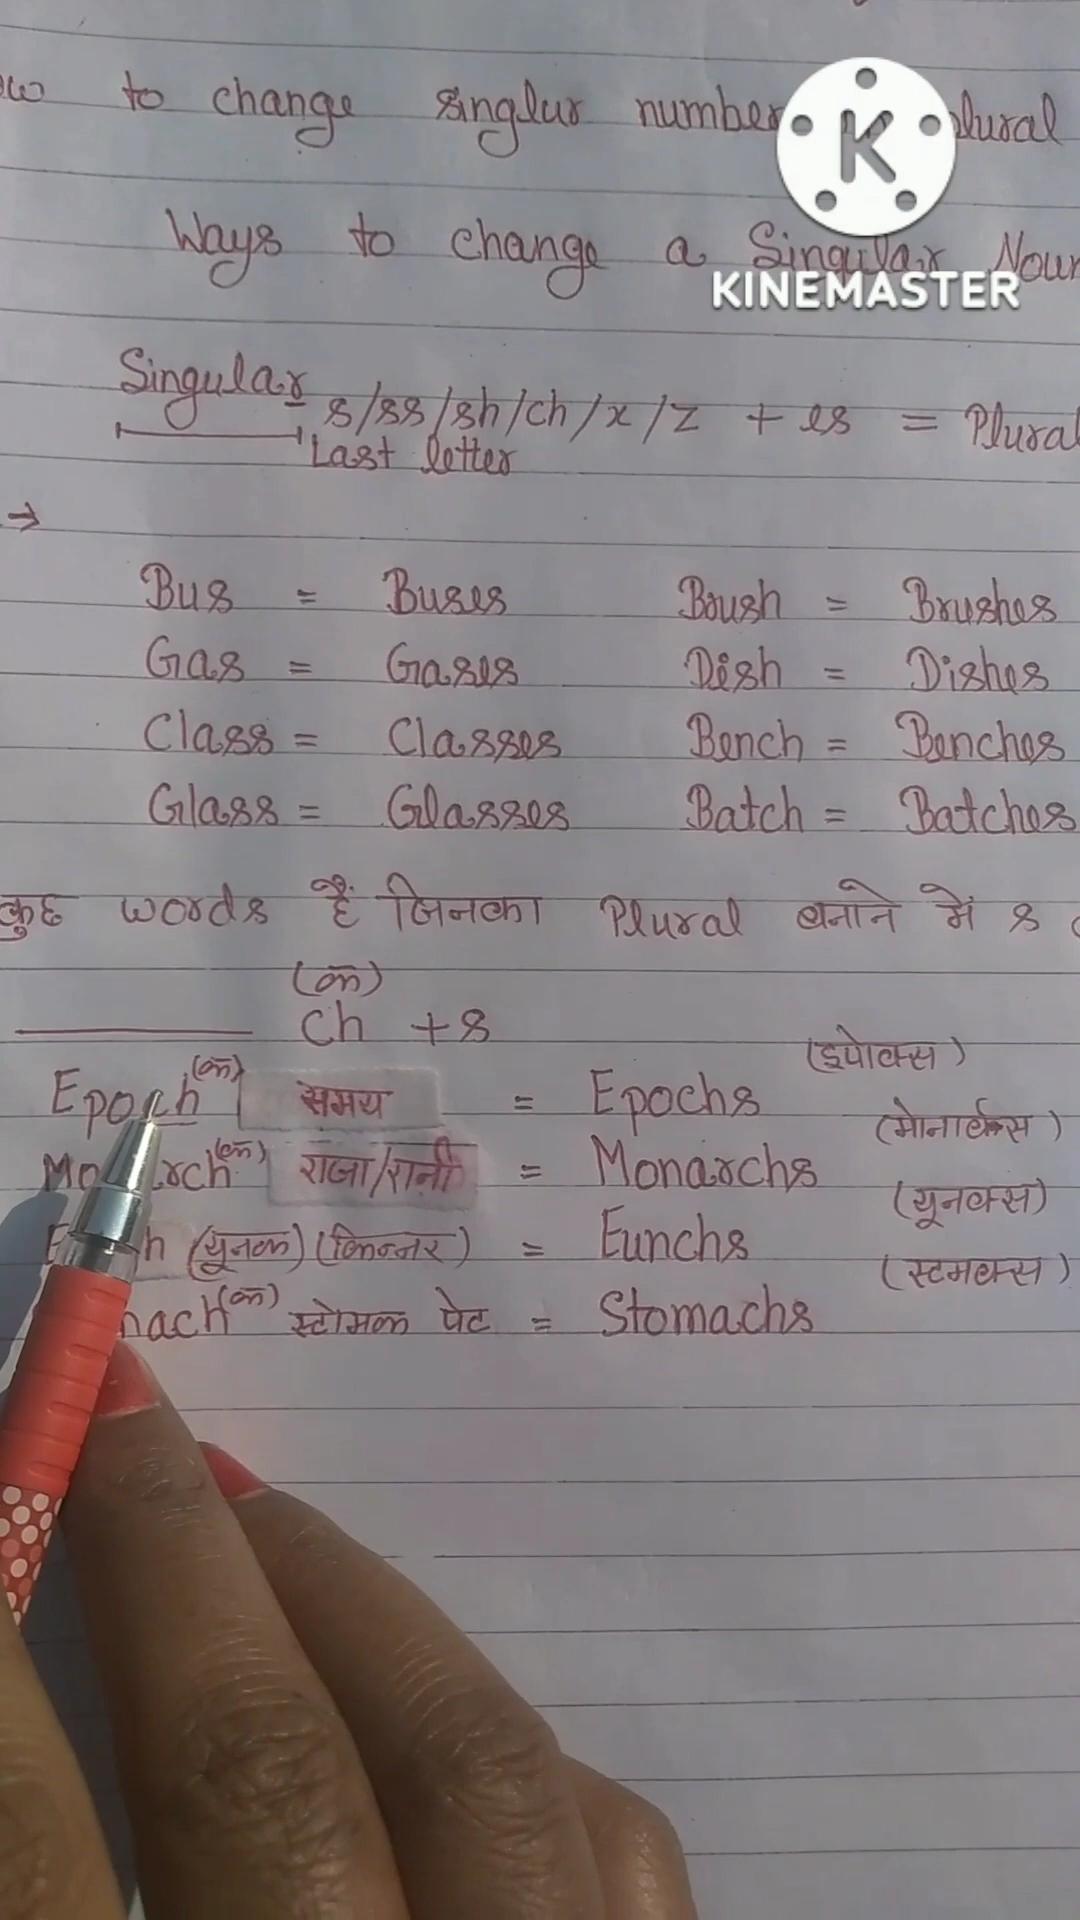 to change singlur number plural
Ways to change a Singular Noun
KINEMASTER
Singular s/ss/sh/ch/x/z + es = Plural
Last letter
→
Bus = Buses Brush = Brushes
Gas = Gases Dish = Dishes
Class = Classes Bench = Benches
Glass = Glasses Batch = Batches
कुछ words हैं जिनका Plural बनाने में s
(क)
ch + s
(इपोक्स)
Epoch (क) समय = Epochs
(मोनार्क्स)
(क) राजा/रानी = Monarchs
(यूनक्स)
(यूनक) (किन्नर) = Eunchs
(स्टमक्स)
(क) स्टोमक पेट = Stomachs